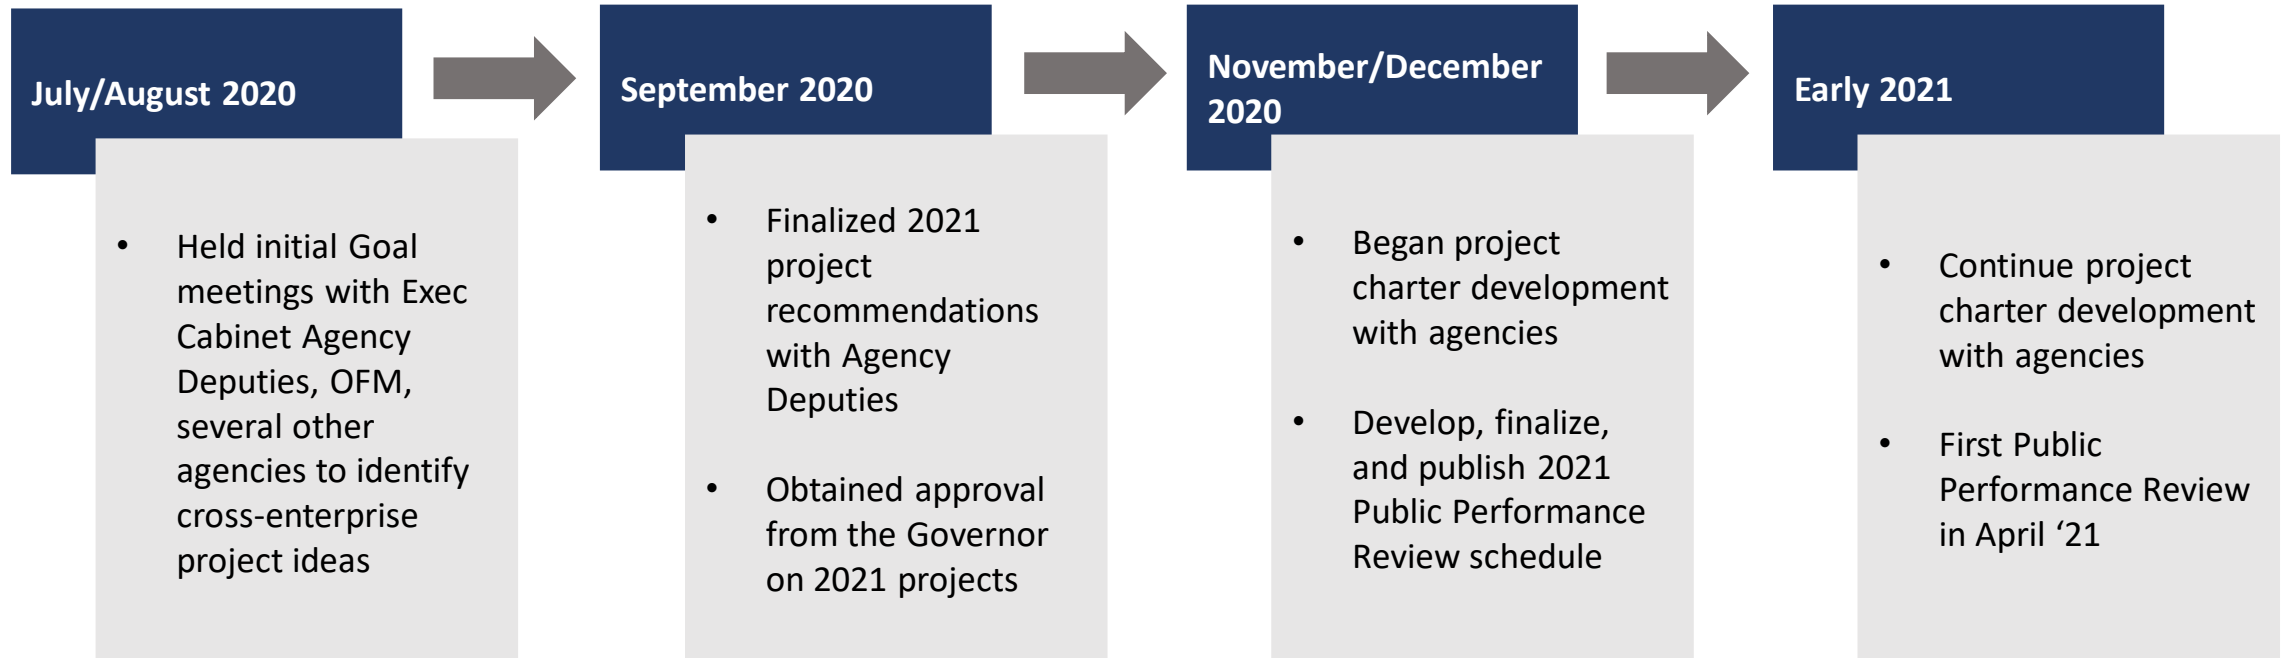 July/August 2020
• Held initial Goal
meetings with Exec
Cabinet Agency
Deputies, OFM,
several other
agencies to identify
cross-enterprise
project ideas
September 2020
• Finalized 2021
project
recommendations
with Agency
Deputies
• Obtained approval
from the Governor
on 2021 projects
November/December
2020
• Began project
charter development
with agencies
• Develop, finalize,
and publish 2021
Public Performance
Review schedule
Early 2021
• Continue project
charter development
with agencies
• First Public
Performance Review
in April ‘21